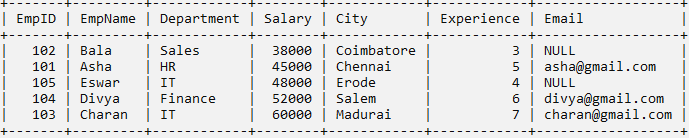 | EmpID | EmpName | Department | Salary | City       | Experience | Email            |
|   102 | Bala    | Sales      |  38000 | Coimbatore |          3 | NULL             |
|   101 | Asha    | HR         |  45000 | Chennai    |          5 | asha@gmail.com   |
|   105 | Eswar   | IT         |  48000 | Erode      |          4 | NULL             |
|   104 | Divya   | Finance    |  52000 | Salem      |          6 | divya@gmail.com  |
|   103 | Charan  | IT         |  60000 | Madurai    |          7 | charan@gmail.com |